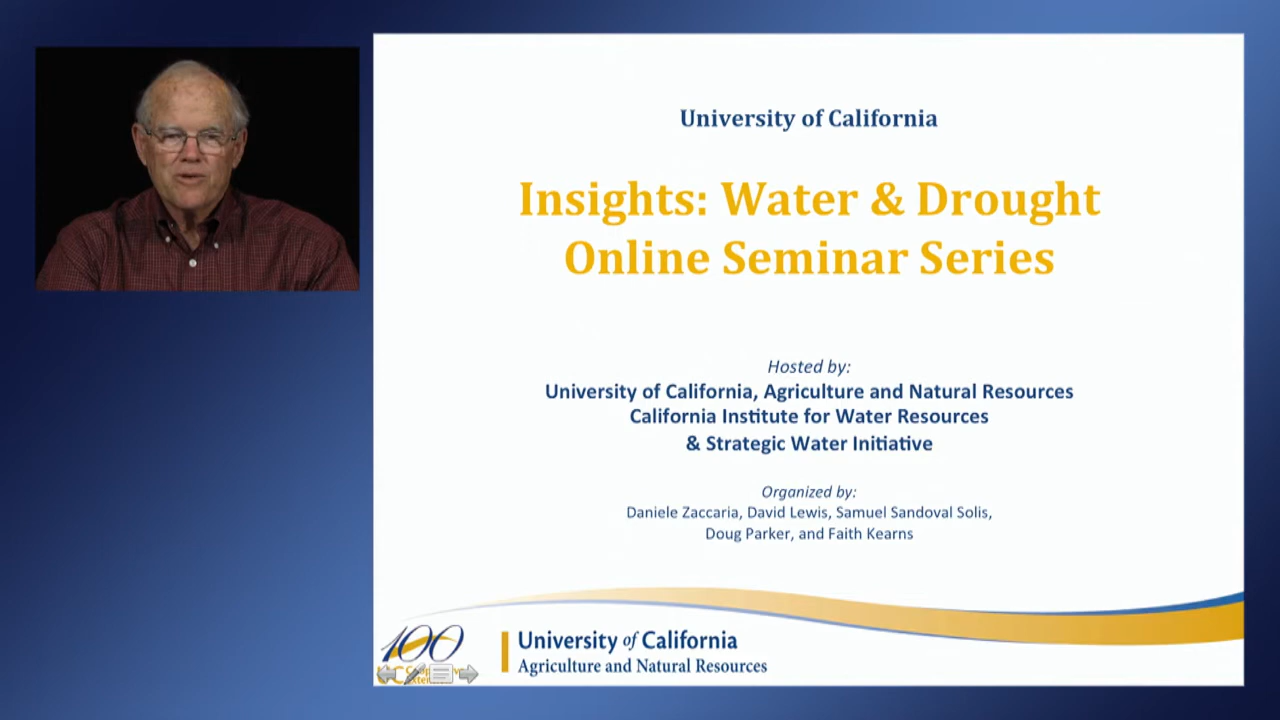 University of California
Insights: Water & Drought
Online Seminar Series
Hosted by:
University of California, Agriculture and Natural Resources
California Institute for Water Resources
& Strategic Water Initiative
Organized by:
Daniele Zaccaria, David Lewis, Samuel Sandoval Solis,
Doug Parker, and Faith Kearns
100
UC
University of California
Agriculture and Natural Resources